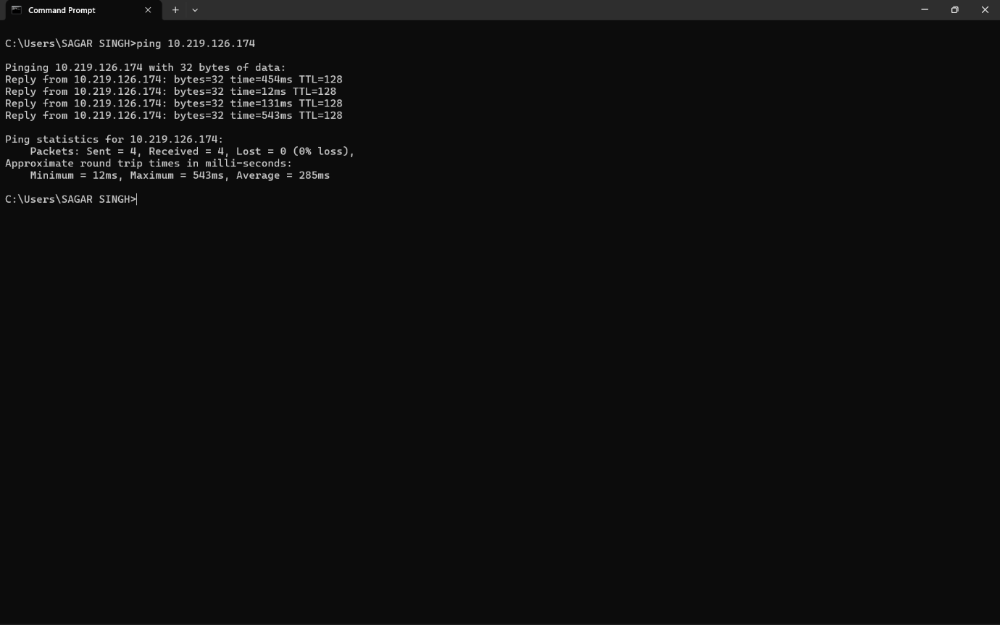 Command Prompt
C:\Users\SAGAR SINGH>ping 10.219.126.174
Pinging 10.219.126.174 with 32 bytes of data:
Reply from 10.219.126.174: bytes=32 time=454ms TTL=128
Reply from 10.219.126.174: bytes=32 time=12ms TTL=128
Reply from 10.219.126.174: bytes=32 time=131ms TTL=128
Reply from 10.219.126.174: bytes=32 time=543ms TTL=128
Ping statistics for 10.219.126.174:
    Packets: Sent = 4, Received = 4, Lost = 0 (0% loss),
Approximate round trip times in milli-seconds:
    Minimum = 12ms, Maximum = 543ms, Average = 285ms
C:\Users\SAGAR SINGH>